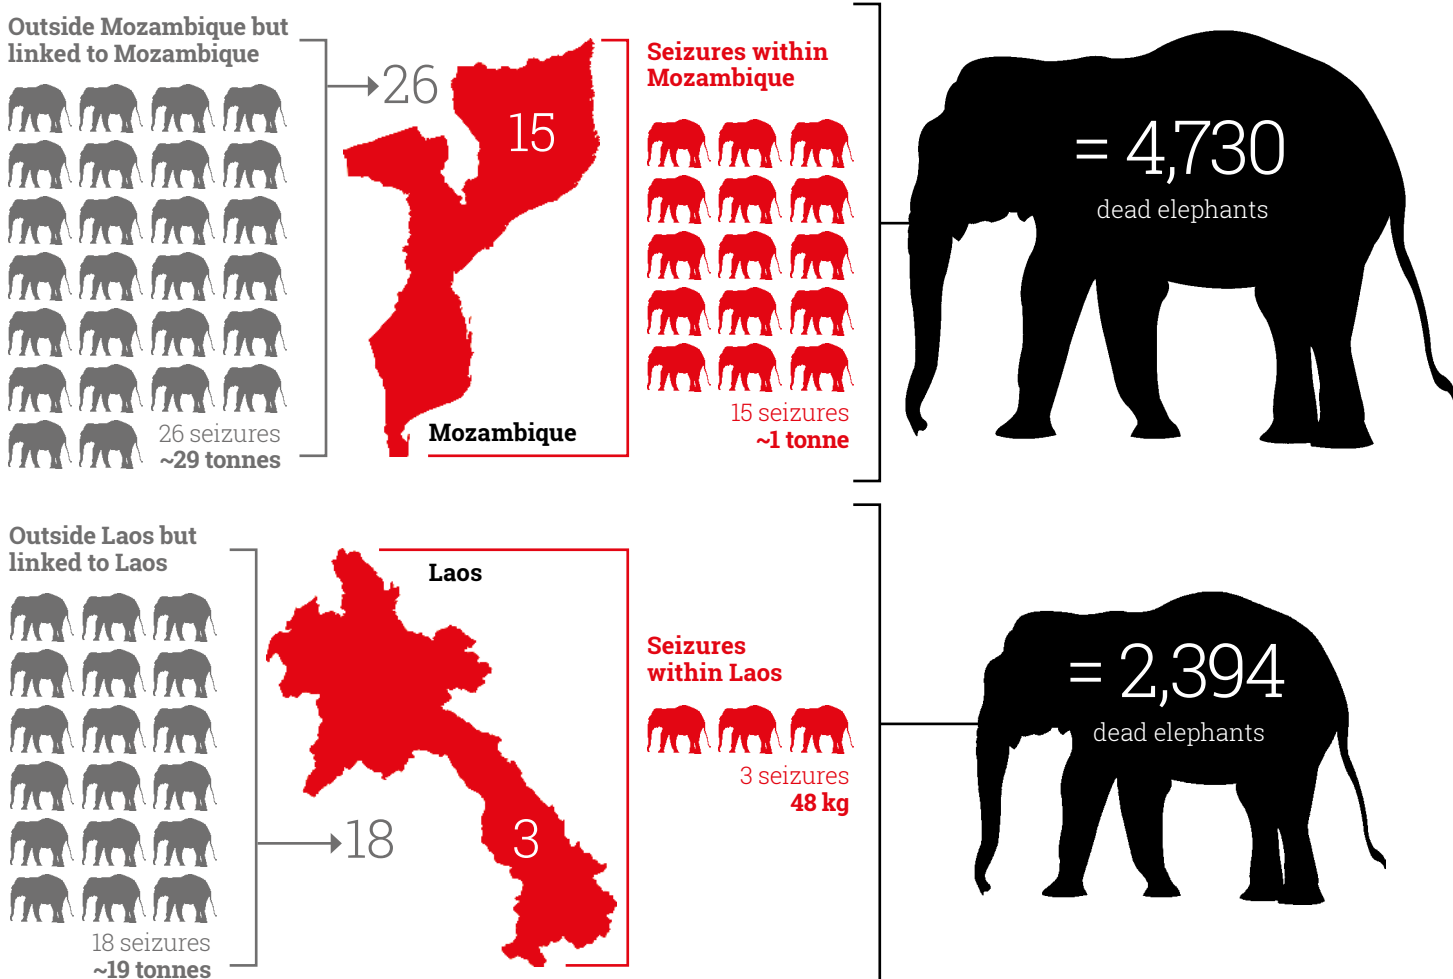 Outside Mozambique but
linked to Mozambique
26 seizures
~29 tonnes
26
15
Mozambique
Seizures within
Mozambique
15 seizures
~1 tonne
= 4,730
dead elephants
Outside Laos but
linked to Laos
18 seizures
~19 tonnes
18
3
Laos
Seizures
within Laos
3 seizures
48 kg
= 2,394
dead elephants